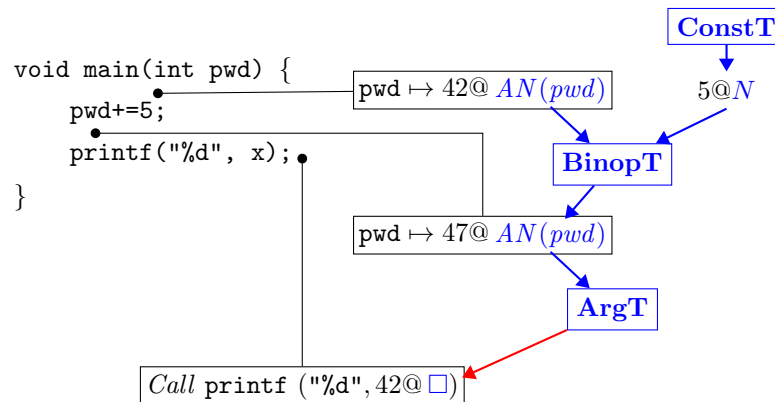 ConstT
void main(int pwd) {
pwd ↦ 42@ AN(pwd)
5@N
pwd+=5;
printf("%d", x);
BinopT
}
pwd ↦ 47@ AN(pwd)
ArgT
Call printf ("%d", 42@ □)